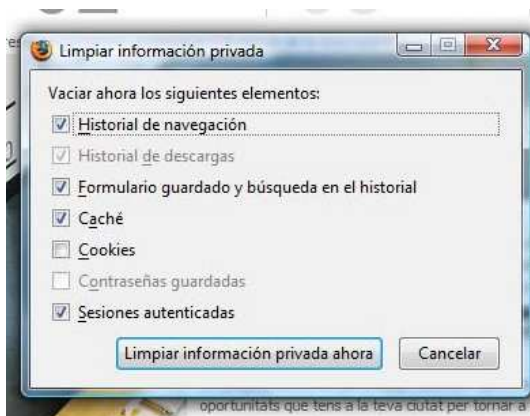 Limpiar información privada
Vaciar ahora los siguientes elementos:
Historial de navegación
Historial de descargas
Formulario guardado y búsqueda en el historial
Caché
Cookies
Contraseñas guardadas
Sesiones autenticadas
Limpiar información privada ahora
Cancelar
oportunitats que tens a la teva ciutat per tornar a